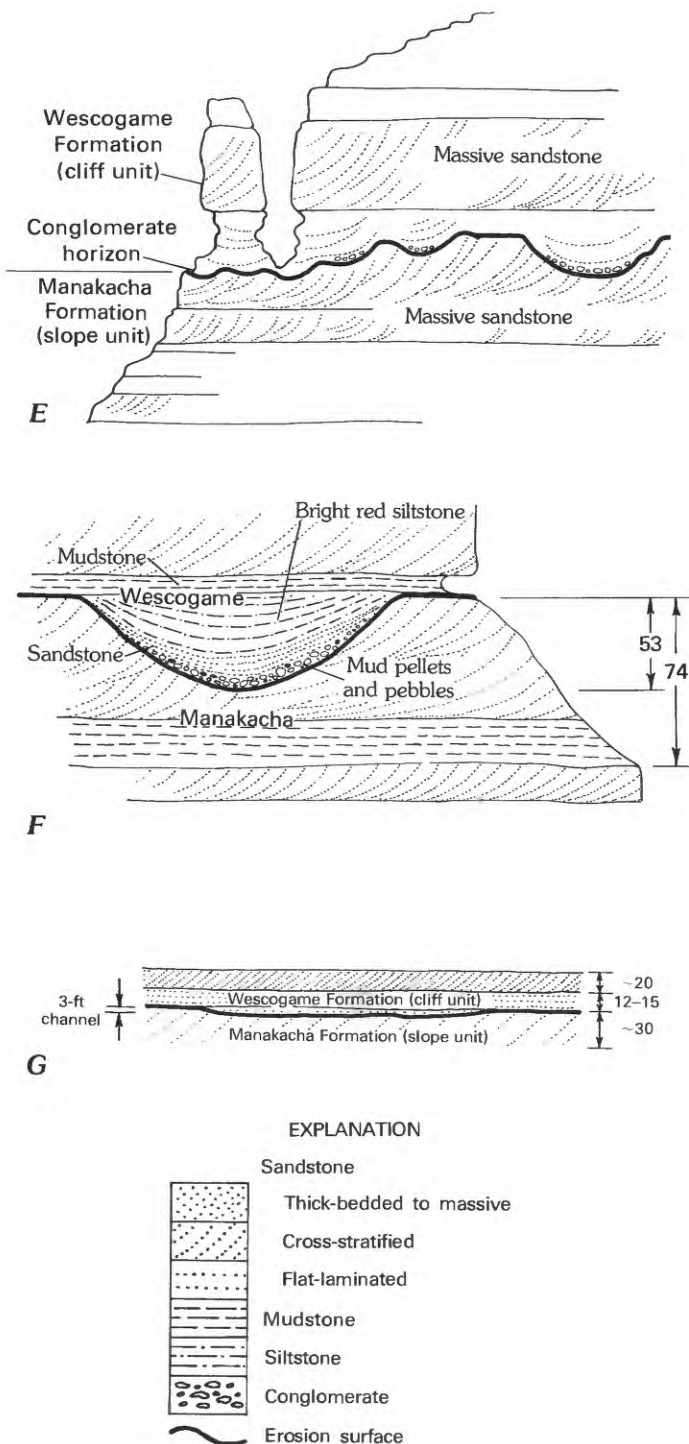 Wescogame
Formation
(cliff unit)
Massive sandstone
Conglomerate
horizon
Manakacha
Formation
(slope unit)
Massive sandstone
E
Bright red siltstone
Mudstone
Wescogame
Sandstone
Mud pellets
and pebbles
53
74
Manakacha
F
3-ft
channel
Wescogame Formation (cliff unit)
Manakacha Formation (slope unit)
~20
12–15
~30
G
EXPLANATION
Sandstone
Thick-bedded to massive
Cross-stratified
Flat-laminated
Mudstone
Siltstone
Conglomerate
Erosion surface